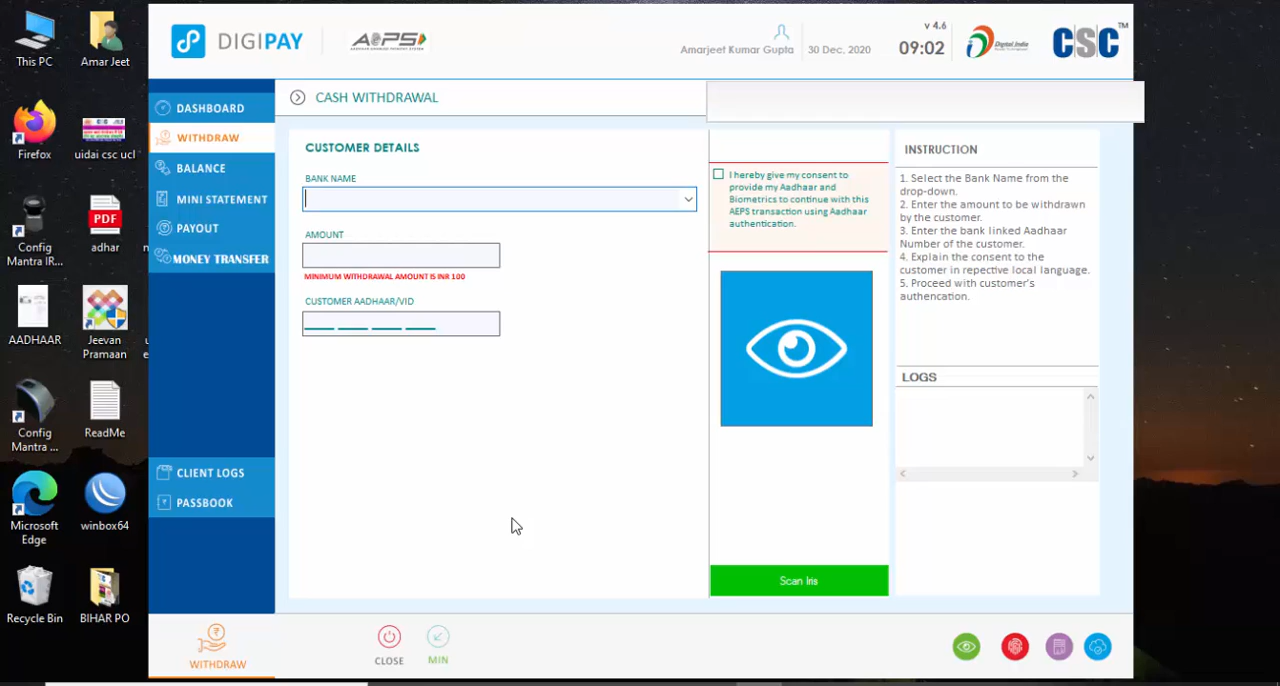 This PC
Amar Jeet
Firefox
uidai csc ucl
Config
Mantra IR...
PDF
adhar
AADHAAR
Jeevan
Pramaan
Config
Mantra ...
ReadMe
Microsoft
Edge
winbox64
Recycle Bin
BIHAR PO
DIGIPAY
AePS
Amarjeet Kumar Gupta
30 Dec, 2020
v 4.6
09:02
Digital India
CSC TM
DASHBOARD
WITHDRAW
BALANCE
MINI STATEMENT
PAYOUT
MONEY TRANSFER
CLIENT LOGS
PASSBOOK
CASH WITHDRAWAL
CUSTOMER DETAILS
BANK NAME
AMOUNT
MINIMUM WITHDRAWAL AMOUNT IS INR 100
CUSTOMER AADHAAR/VID
I hereby give my consent to
provide my Aadhaar and
Biometrics to continue with this
AEPS transaction using Aadhaar
authentication.
Scan Iris
INSTRUCTION
1. Select the Bank Name from the
drop-down.
2. Enter the amount to be withdrawn
by the customer.
3. Enter the bank linked Aadhaar
Number of the customer.
4. Explain the consent to the
customer in repective local language.
5. Proceed with customer's
authencation.
LOGS
WITHDRAW
CLOSE
MIN